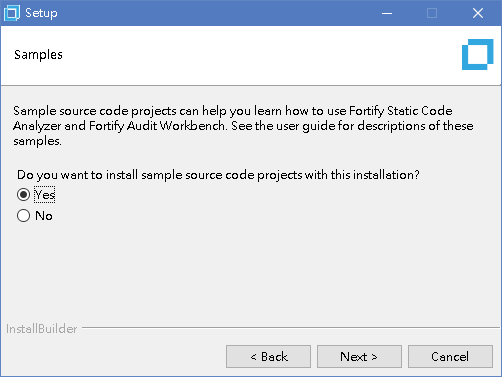 Setup
Samples
Sample source code projects can help you learn how to use Fortify Static Code
Analyzer and Fortify Audit Workbench. See the user guide for descriptions of these
samples.
Do you want to install sample source code projects with this installation?
Yes
No
InstallBuilder
< Back
Next >
Cancel